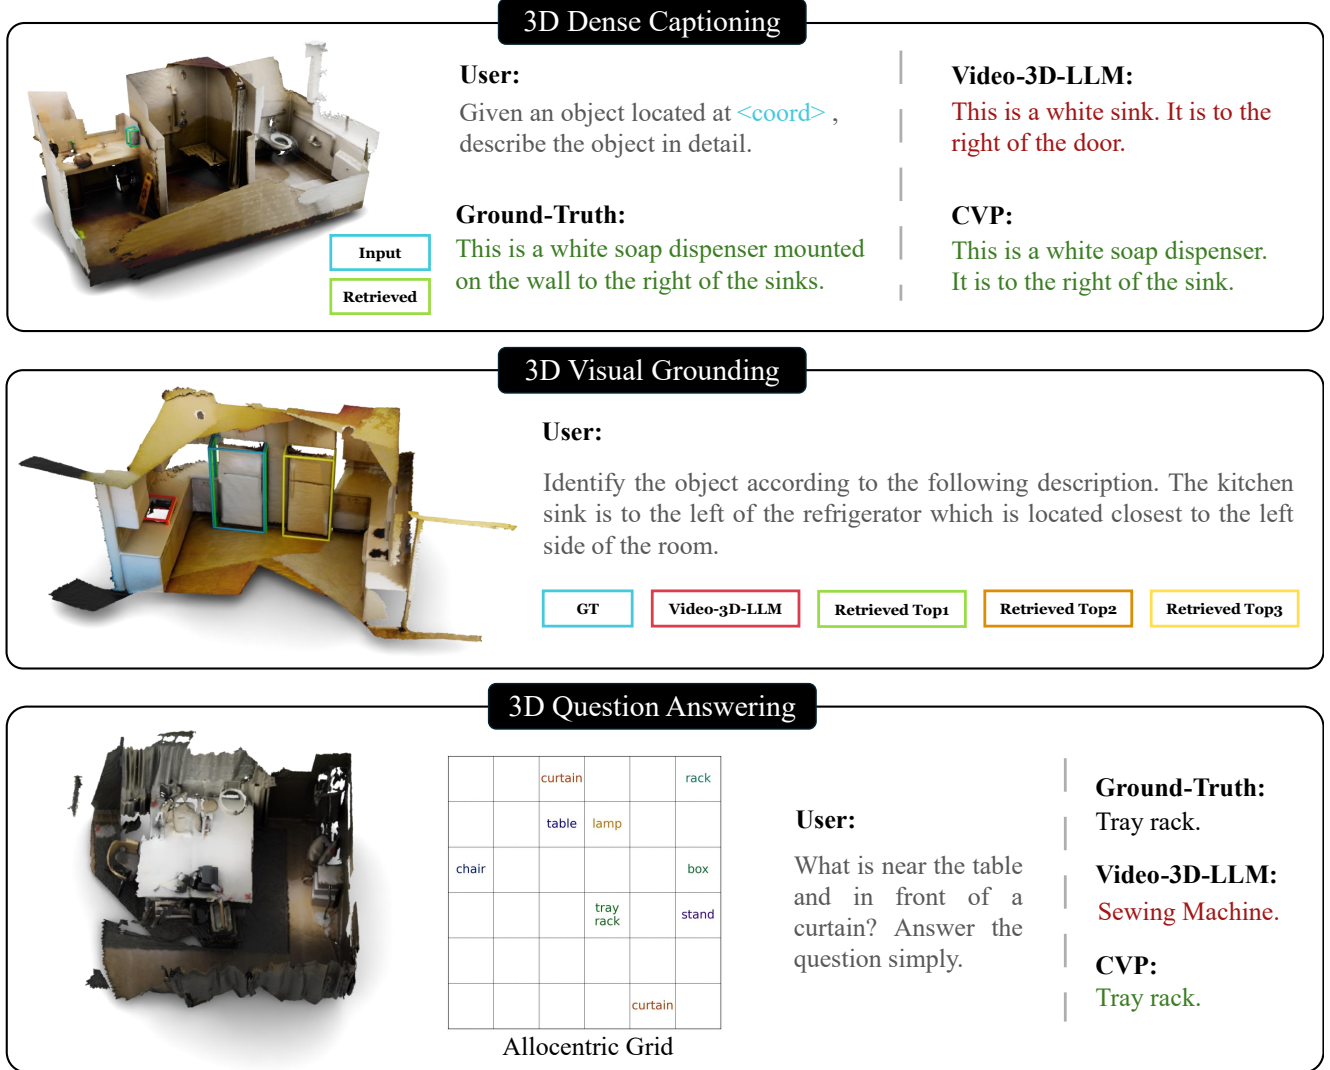 3D Dense Captioning
User:
Given an object located at <coord> ,
describe the object in detail.
Ground-Truth:
This is a white soap dispenser mounted
on the wall to the right of the sinks.
Input
Retrieved
Video-3D-LLM:
This is a white sink. It is to the
right of the door.
CVP:
This is a white soap dispenser.
It is to the right of the sink.
3D Visual Grounding
User:
Identify the object according to the following description. The kitchen
sink is to the left of the refrigerator which is located closest to the left
side of the room.
GT
Video-3D-LLM
Retrieved Top1
Retrieved Top2
Retrieved Top3
3D Question Answering
curtain
rack
table
lamp
chair
box
tray
rack
stand
curtain
Allocentric Grid
User:
What is near the table
and in front of a
curtain? Answer the
question simply.
Ground-Truth:
Tray rack.
Video-3D-LLM:
Sewing Machine.
CVP:
Tray rack.